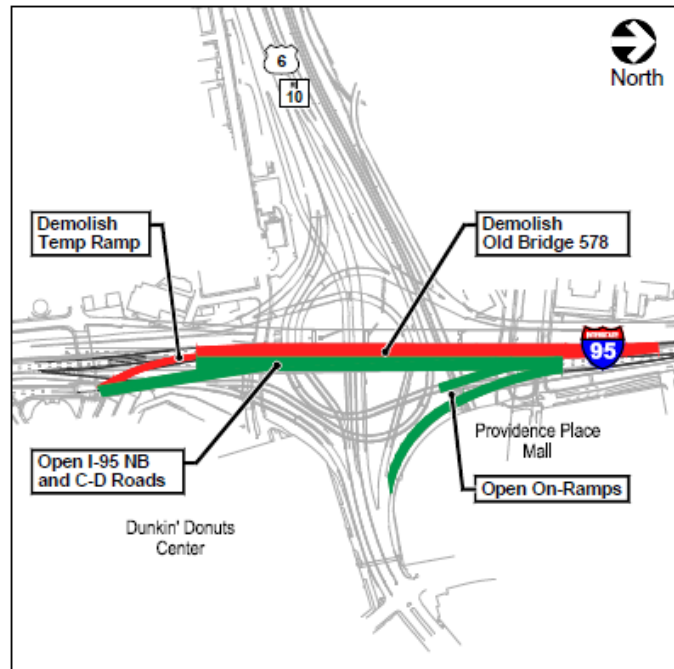 6
10
North
Demolish
Temp Ramp
Demolish
Old Bridge 578
95
Open I-95 NB
and C-D Roads
Providence Place
Mall
Open On-Ramps
Dunkin' Donuts
Center